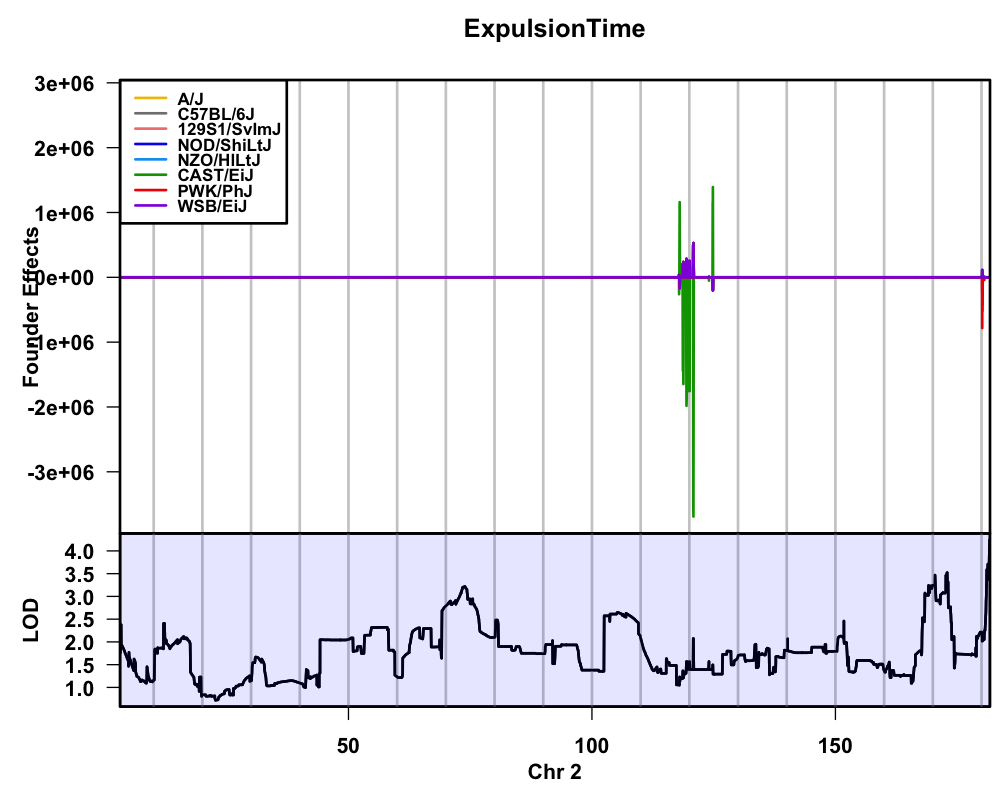 ExpulsionTime
3e+06
2e+06
1e+06
0e+00
-1e+06
-2e+06
-3e+06
Founder Effects
A/J
C57BL/6J
129S1/SvImJ
NOD/ShiLtJ
NZO/HlLtJ
CAST/EiJ
PWK/PhJ
WSB/EiJ
4.0
3.5
3.0
2.5
2.0
1.5
1.0
LOD
50 100 150
Chr 2